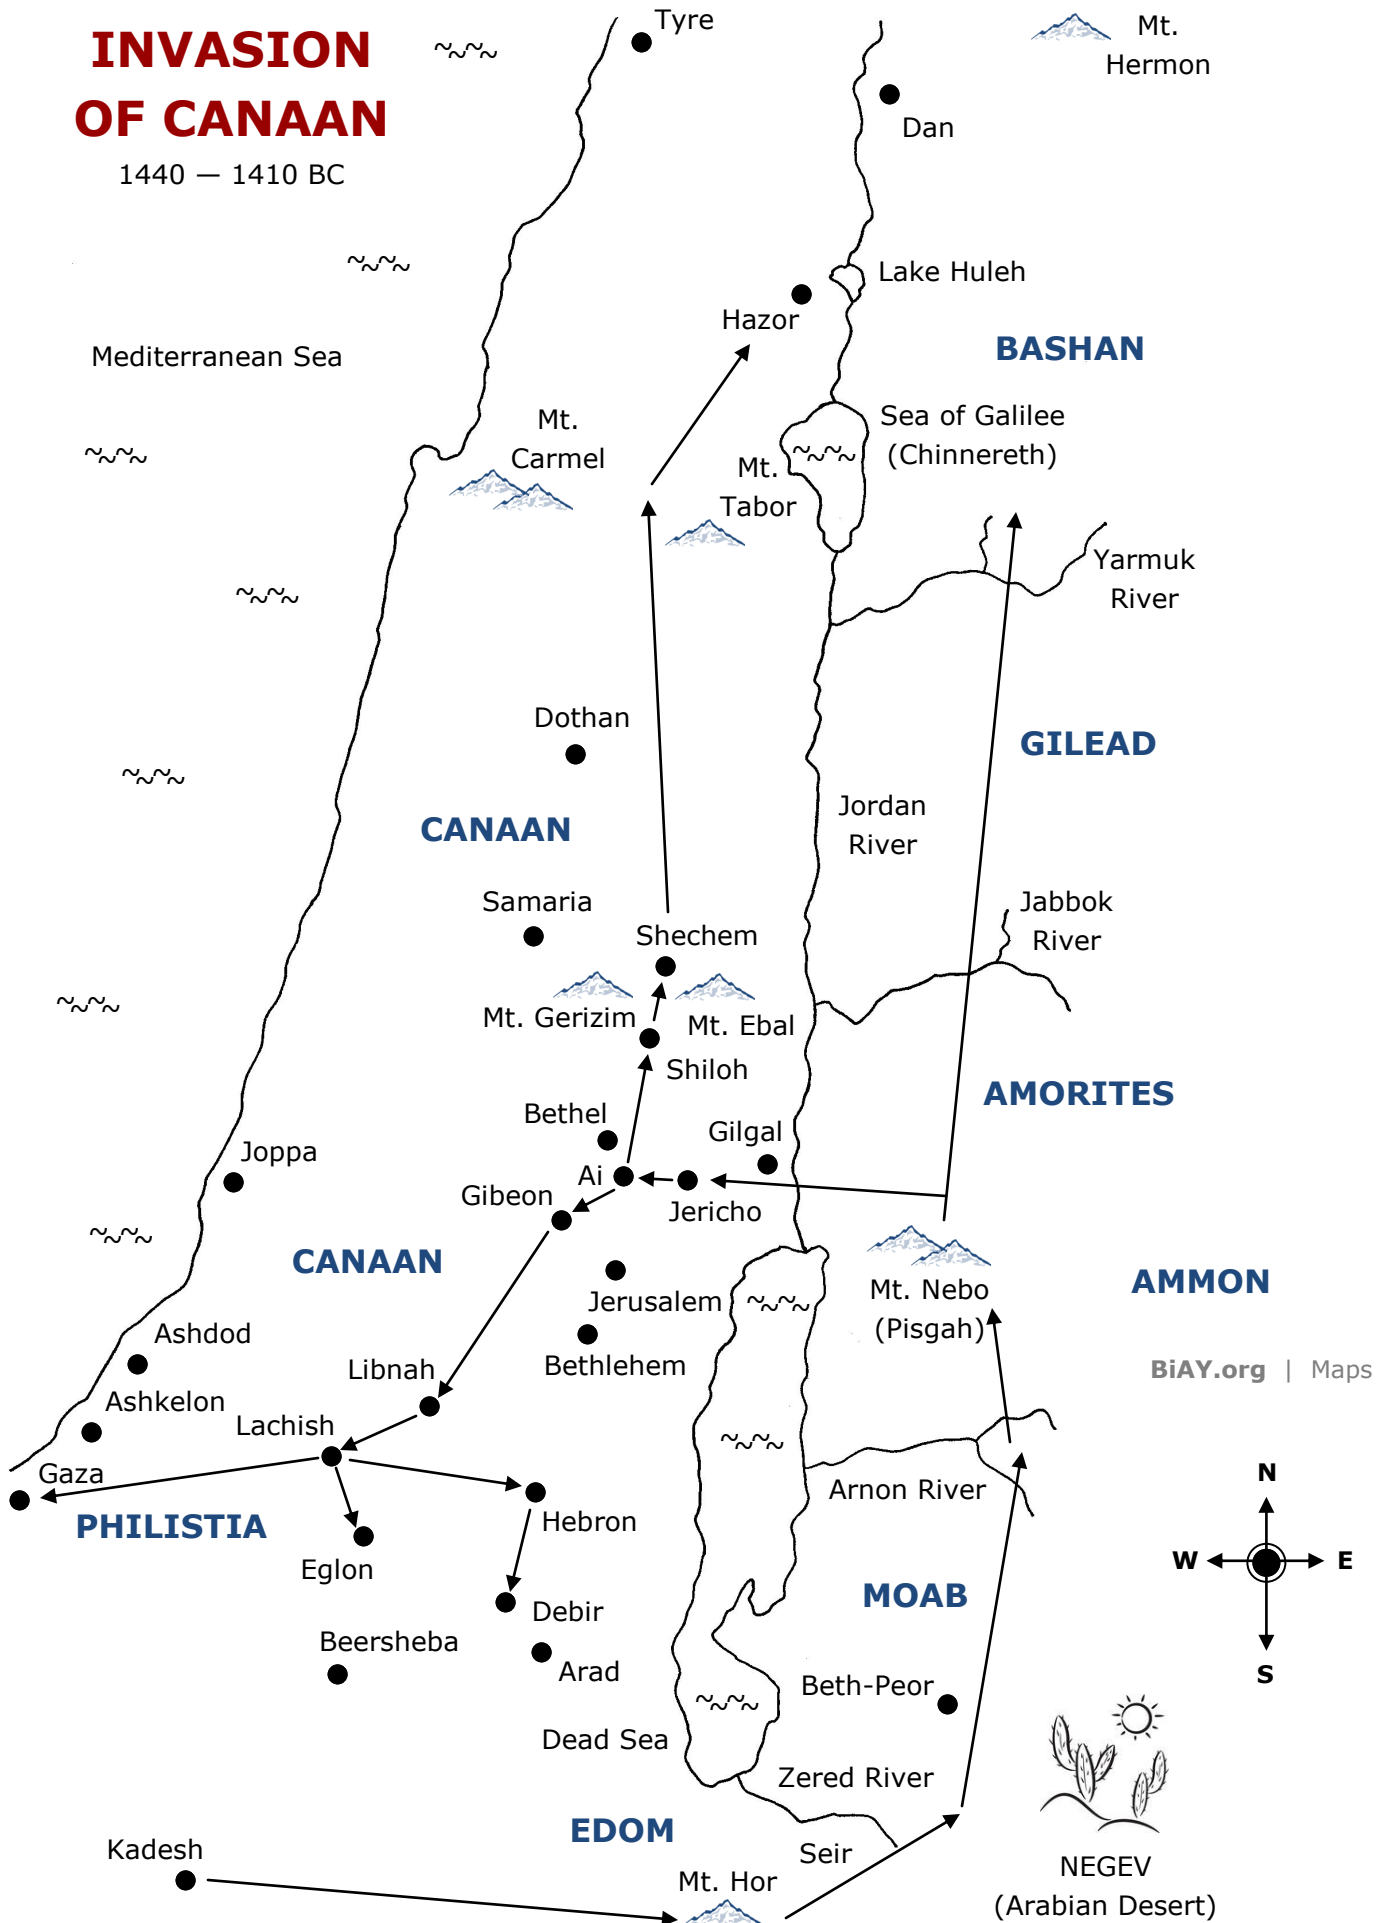 INVASION
OF CANAAN
1440 — 1410 BC
Tyre
Mt.
Hermon
Dan
Lake Huleh
Hazor
BASHAN
Mediterranean Sea
Mt.
Carmel
Sea of Galilee
(Chinnereth)
Mt.
Tabor
Yarmuk
River
Dothan
GILEAD
CANAAN
Jordan
River
Samaria
Jabbok
River
Shechem
Mt. Gerizim
Mt. Ebal
Shiloh
AMORITES
Bethel
Gilgal
Joppa
Ai
Gibeon
Jericho
CANAAN
Jerusalem
Mt. Nebo
(Pisgah)
AMMON
Ashdod
Bethlehem
Libnah
BiAY.org | Maps
Ashkelon
Lachish
Gaza
Arnon River
N
PHILISTIA
Hebron
W
E
Eglon
MOAB
Debir
Beersheba
Arad
S
Beth-Peor
Dead Sea
Zered River
EDOM
Kadesh
Seir
NEGEV
(Arabian Desert)
Mt. Hor